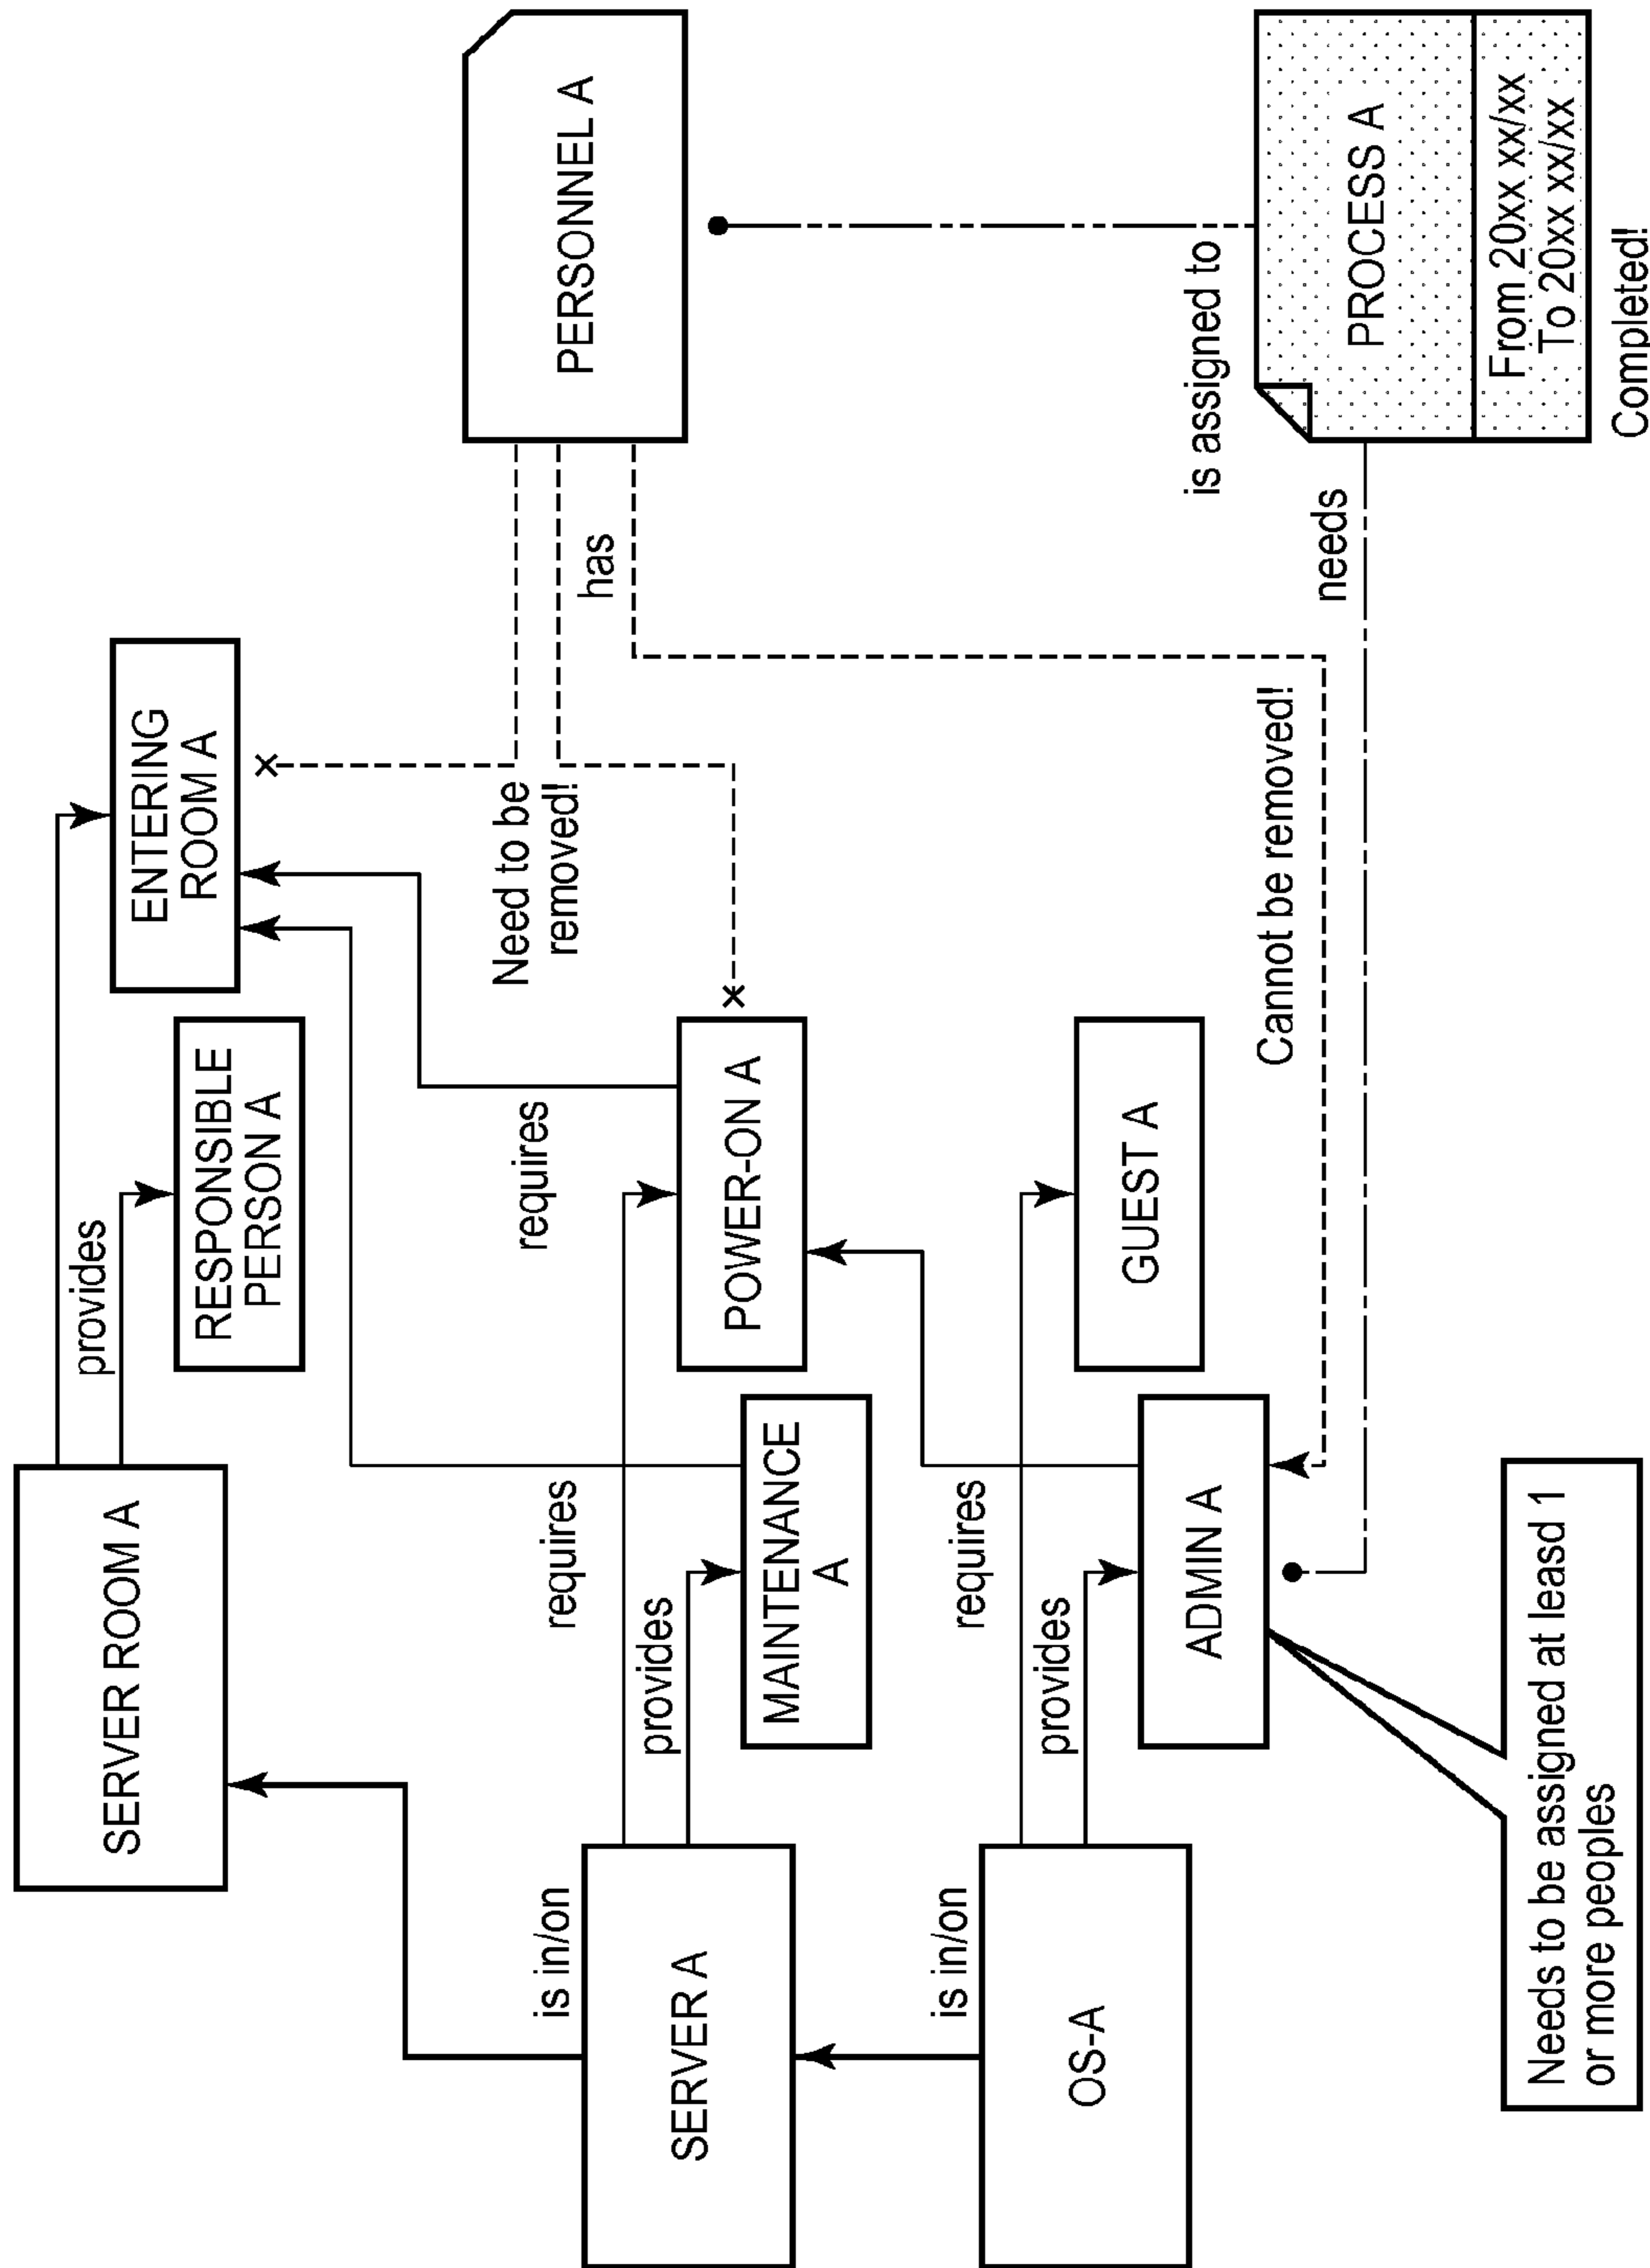 SERVER ROOM A
provides
RESPONSIBLE
PERSON A
ENTERING
ROOM A
PERSONNEL A
has
Need to be
removed!
is in/on
SERVER A
requires
provides
MAINTENANCE
A
requires
POWER-ON A
is in/on
OS-A
requires
provides
ADMIN A
GUEST A
Cannot be removed!
needs
is assigned to
PROCESS A
From 20xx xx/xx
To 20xx xx/xx
Completed!
Needs to be assigned at leasd 1
or more peoples